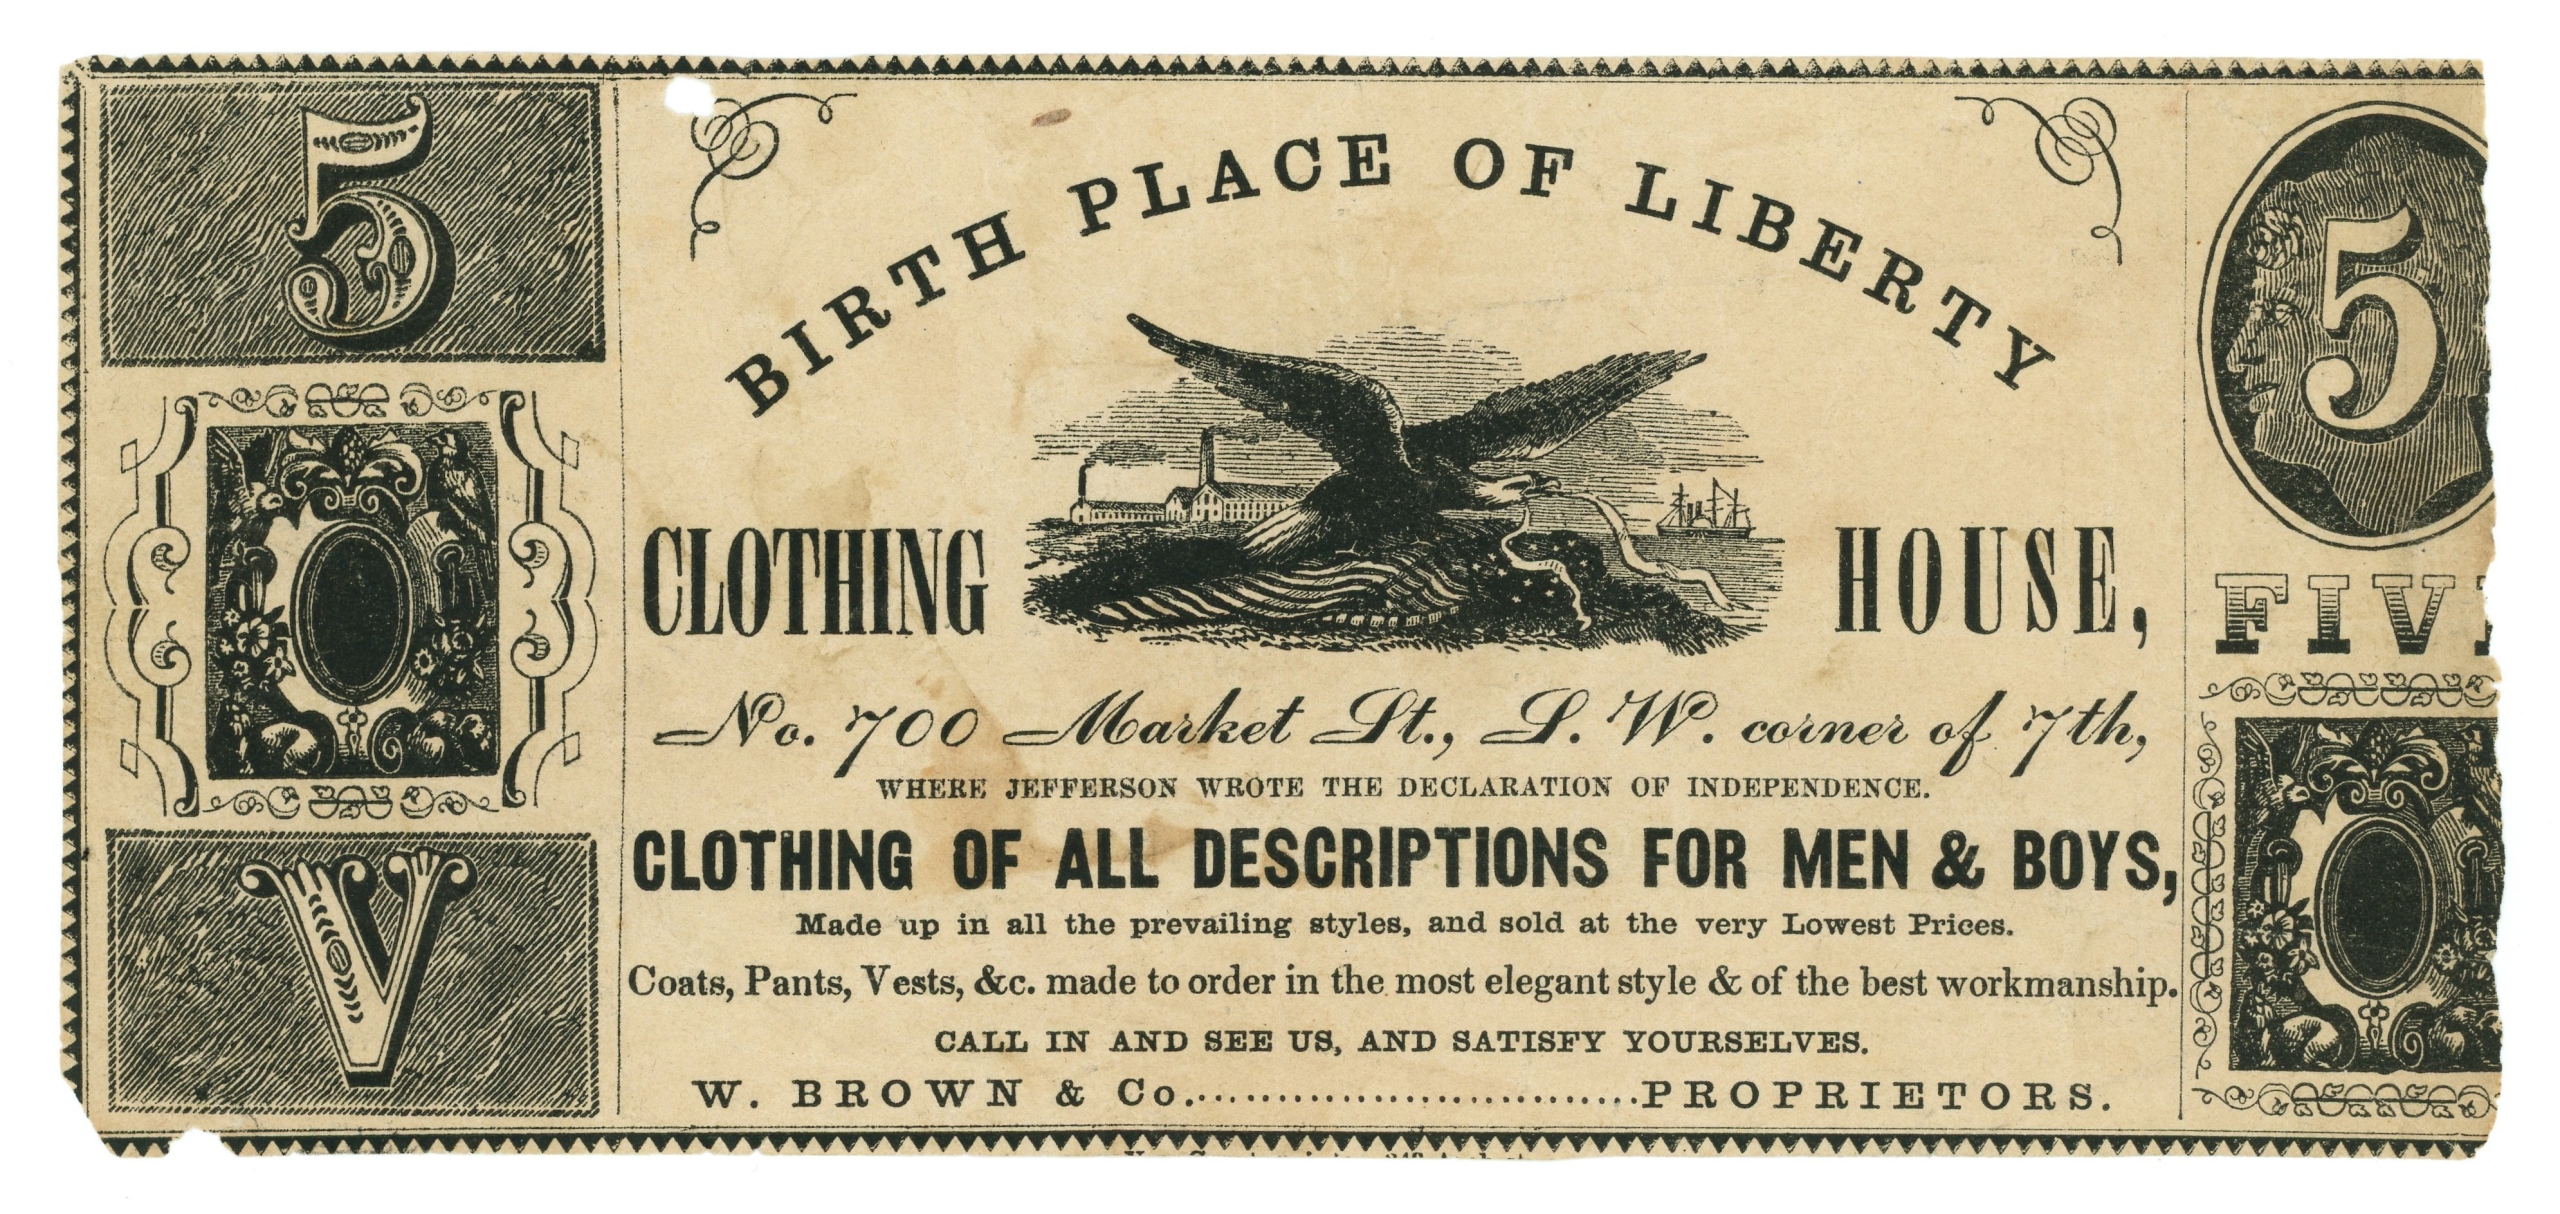 5
V
BIRTH PLACE OF LIBERTY
CLOTHING HOUSE,
No. 700 Market St., S. W. corner of 7th,
WHERE JEFFERSON WROTE THE DECLARATION OF INDEPENDENCE.
CLOTHING OF ALL DESCRIPTIONS FOR MEN & BOYS,
Made up in all the prevailing styles, and sold at the very Lowest Prices.
Coats, Pants, Vests, &c. made to order in the most elegant style & of the best workmanship.
CALL IN AND SEE US, AND SATISFY YOURSELVES.
W. BROWN & Co............................PROPRIETORS.
5
FIV